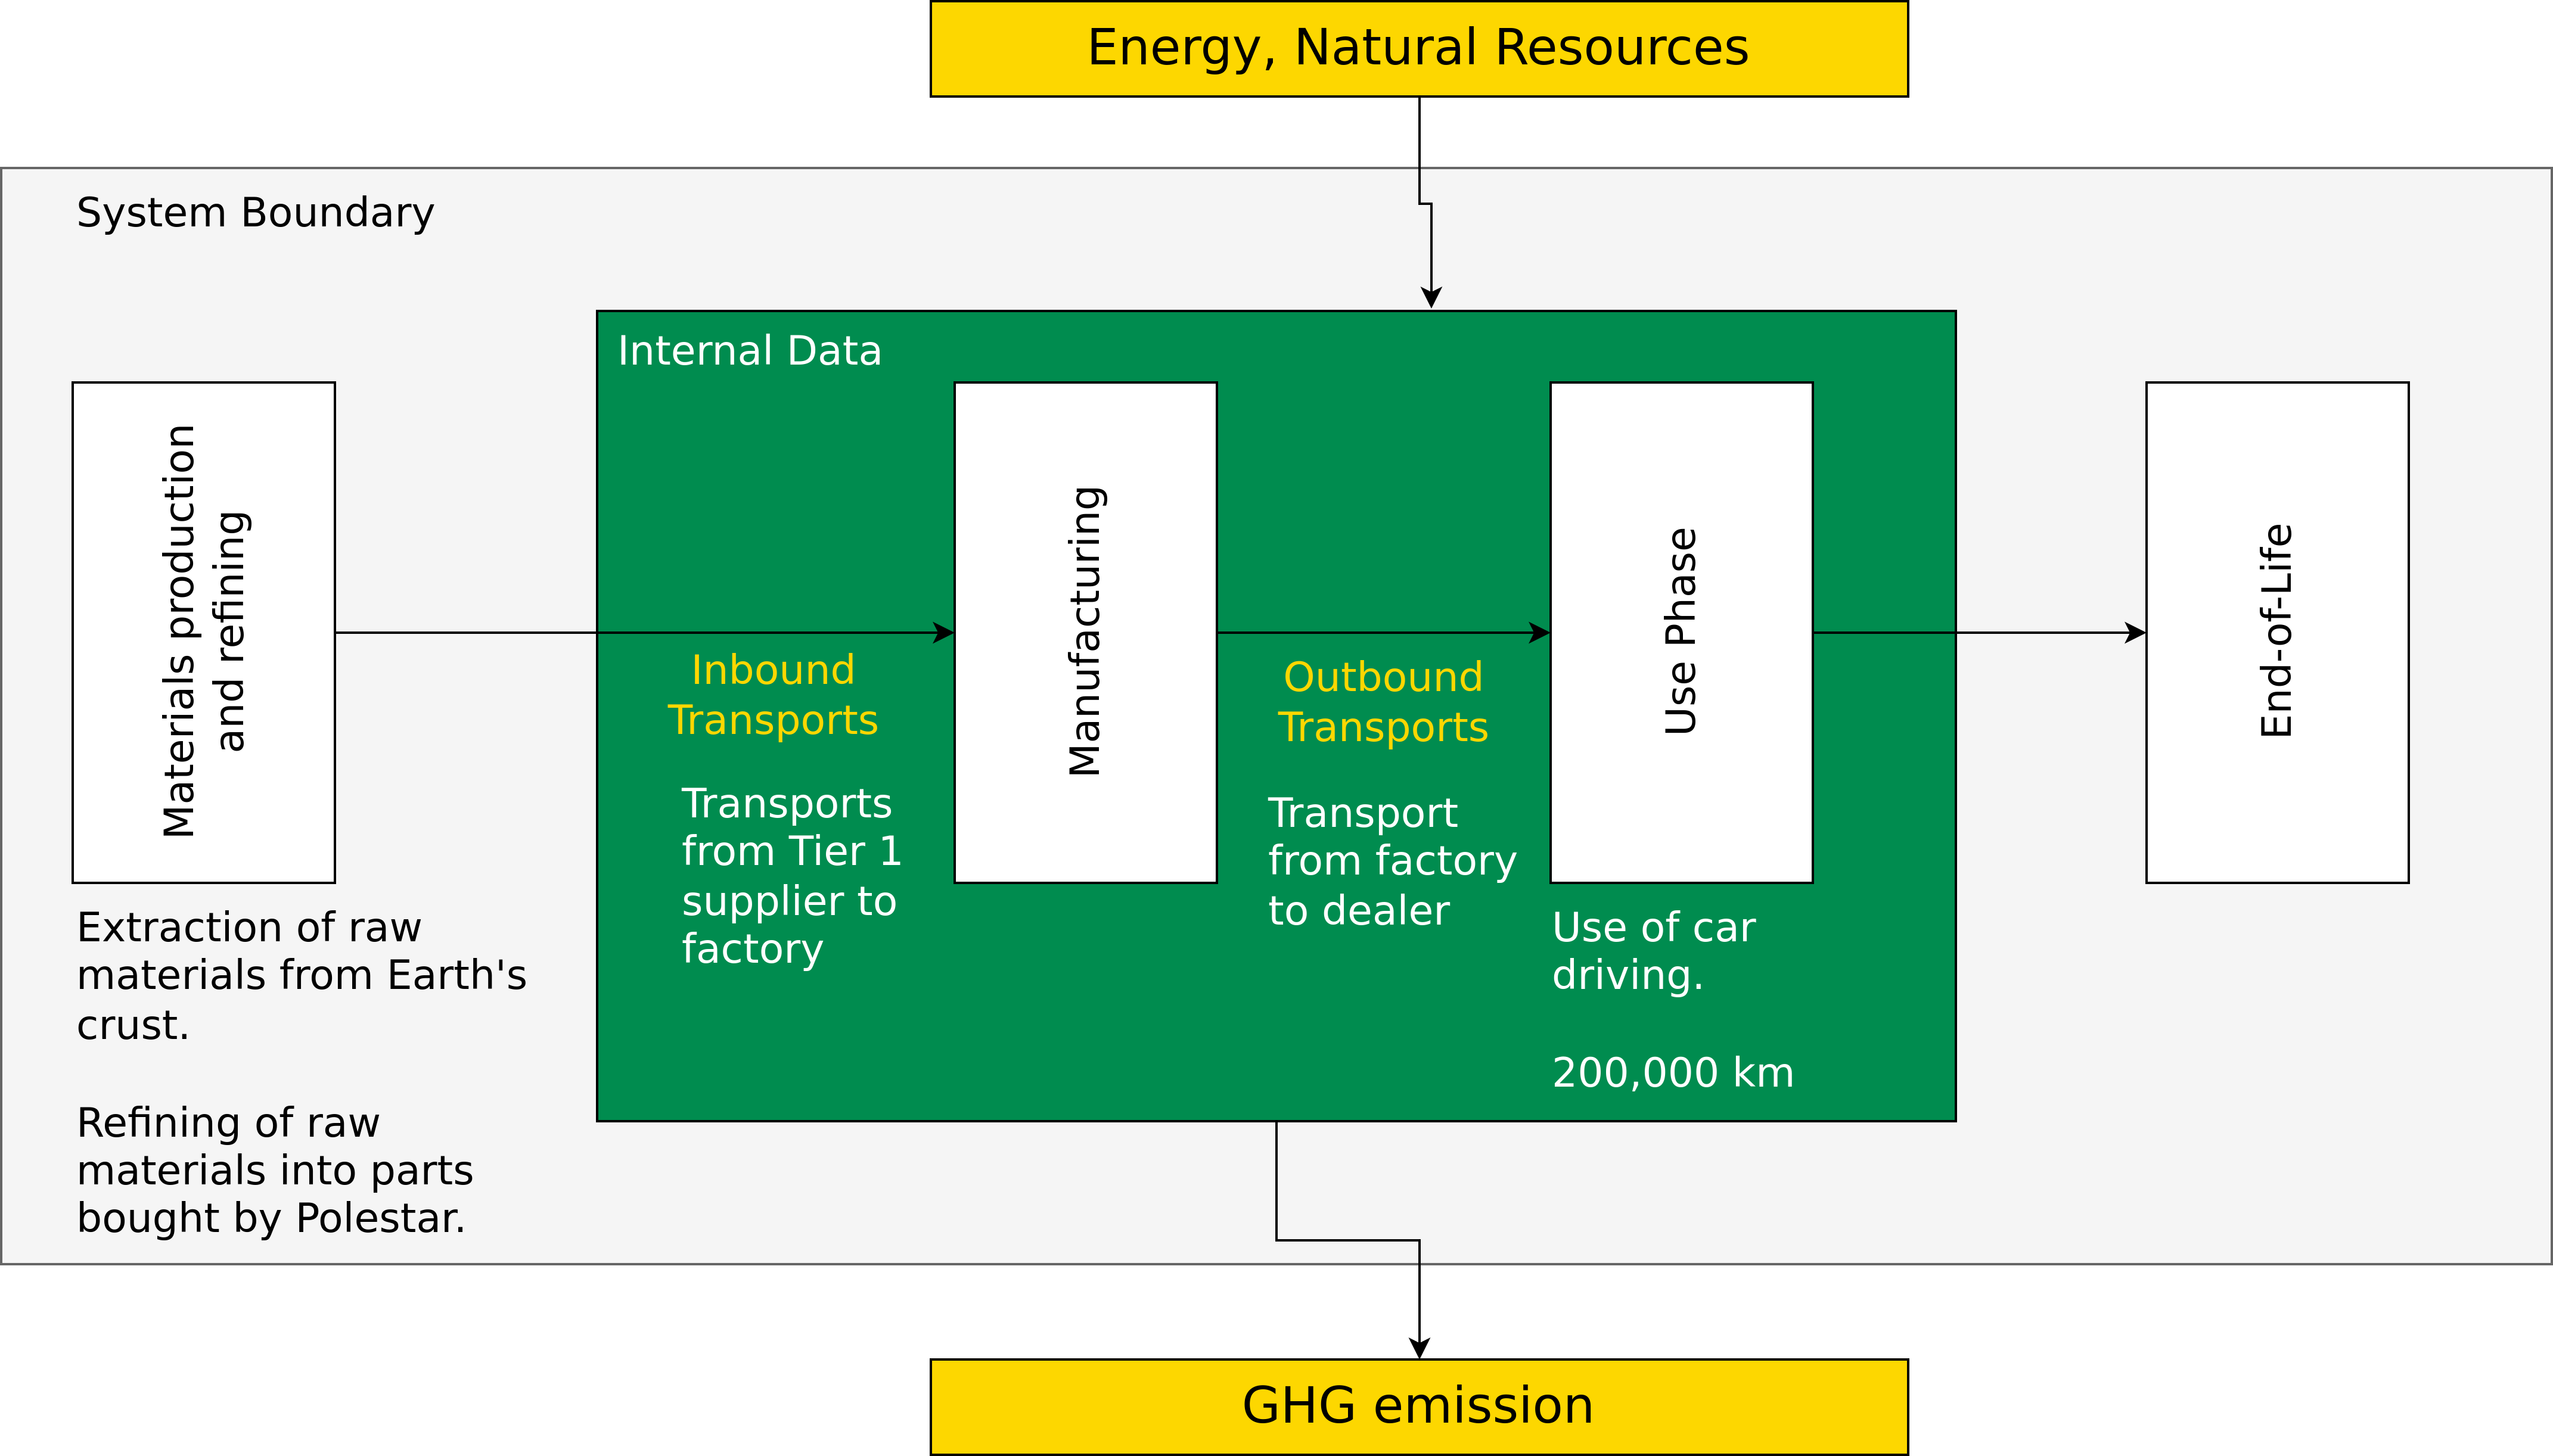 Energy, Natural Resources
System Boundary
Internal Data
Materials production
and refining
Extraction of raw
materials from Earth's
crust.
Refining of raw
materials into parts
bought by Polestar.
Inbound
Transports
Transports
from Tier 1
supplier to
factory
Manufacturing
Outbound
Transports
Transport
from factory
to dealer
Use Phase
Use of car
driving.
200,000 km
End-of-Life
GHG emission